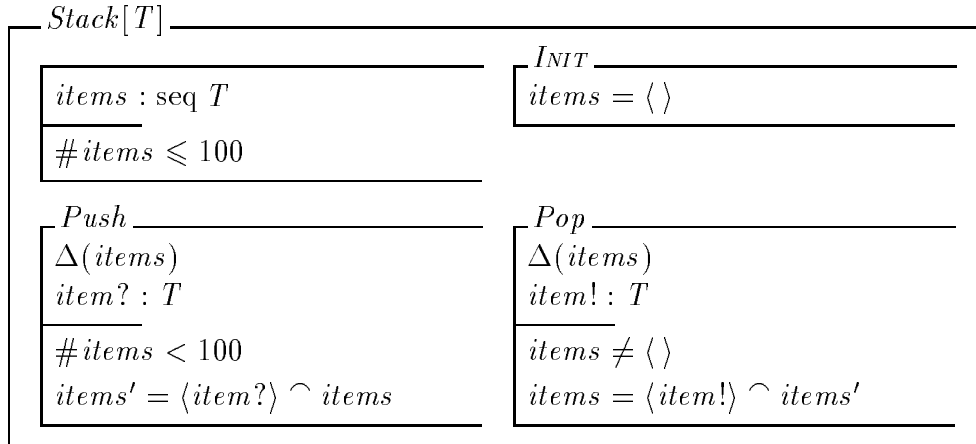 Stack[T]
items : seq T
#items ⩽ 100
INIT
items = ⟨ ⟩
Push
Δ(items)
item? : T
#items < 100
items′ = ⟨item?⟩ ⌢ items
Pop
Δ(items)
item! : T
items ≠ ⟨ ⟩
items = ⟨item!⟩ ⌢ items′